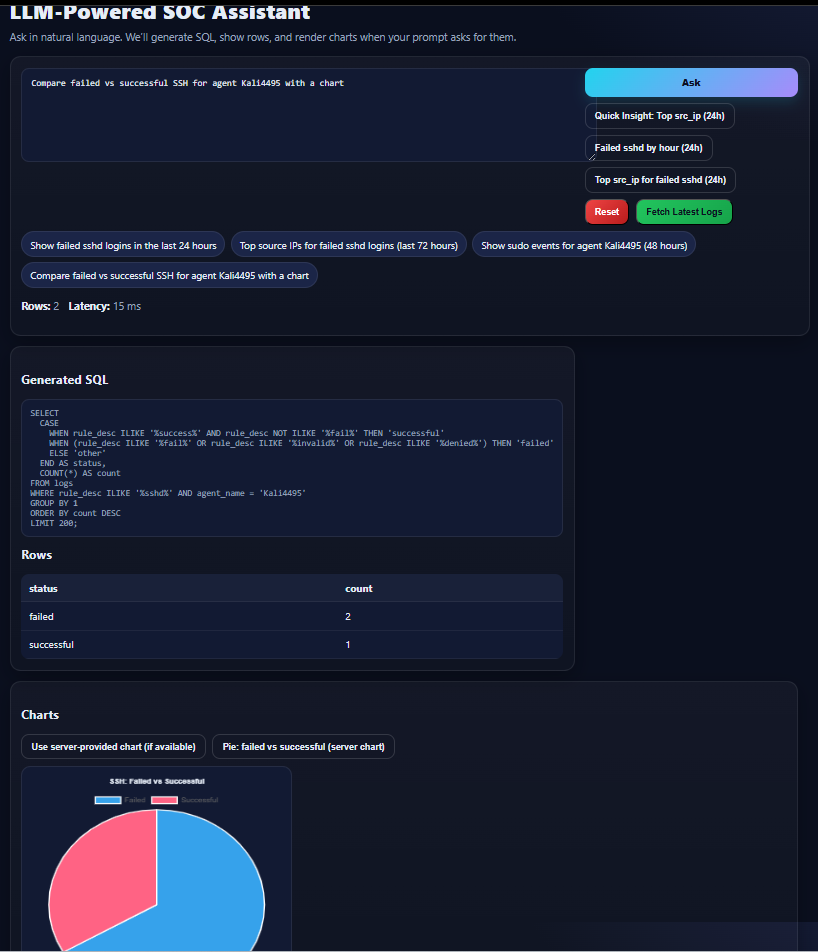 LLM-Powered SOC Assistant
Ask in natural language. We'll generate SQL, show rows, and render charts when your prompt asks for them.
Compare failed vs successful SSH for agent Kali4495 with a chart
Ask
Quick Insight: Top src_ip (24h)
Failed sshd by hour (24h)
Top src_ip for failed sshd (24h)
Reset Fetch Latest Logs
Show failed sshd logins in the last 24 hours Top source IPs for failed sshd logins (last 72 hours) Show sudo events for agent Kali4495 (48 hours)
Compare failed vs successful SSH for agent Kali4495 with a chart
Rows: 2 Latency: 15 ms
Generated SQL
SELECT
CASE
WHEN rule_desc ILIKE '%success%' AND rule_desc NOT ILIKE '%fail%' THEN 'successful'
WHEN (rule_desc ILIKE '%fail%' OR rule_desc ILIKE '%invalid%' OR rule_desc ILIKE '%denied%') THEN 'failed'
ELSE 'other'
END AS status,
COUNT(*) AS count
FROM logs
WHERE rule_desc ILIKE '%sshd%' AND agent_name = 'Kali4495'
GROUP BY 1
ORDER BY count DESC
LIMIT 200;
Rows
status count
failed 2
successful 1
Charts
Use server-provided chart (if available) Pie: failed vs successful (server chart)
SSH: Failed vs Successful
Failed Successful